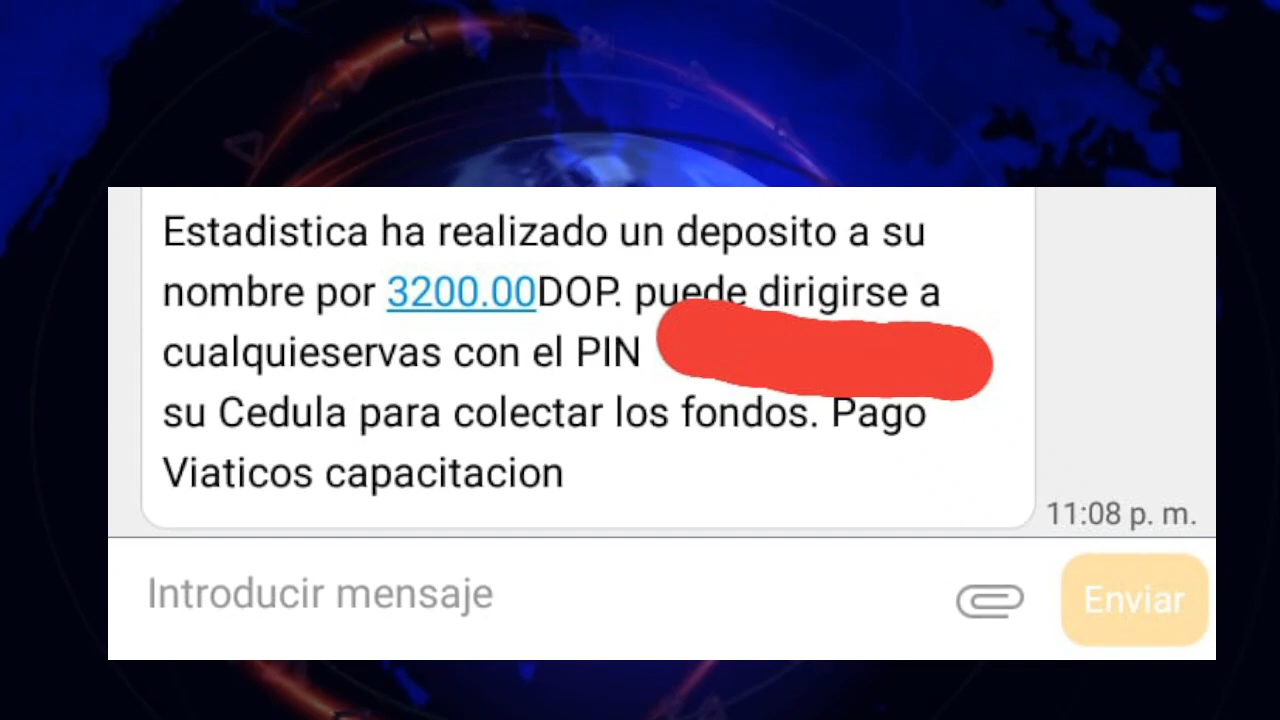 Estadistica ha realizado un deposito a su
nombre por 3200.00DOP. puede dirigirse a
cualquieservas con el PIN
su Cedula para colectar los fondos. Pago
Viaticos capacitacion
11:08 p. m.
Introducir mensaje
Enviar